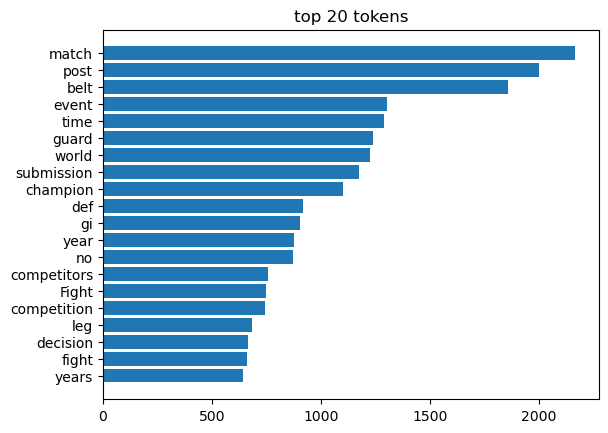 top 20 tokens
match
post
belt
event
time
guard
world
submission
champion
def
gi
year
no
competitors
Fight
competition
leg
decision
fight
years
0 500 1000 1500 2000